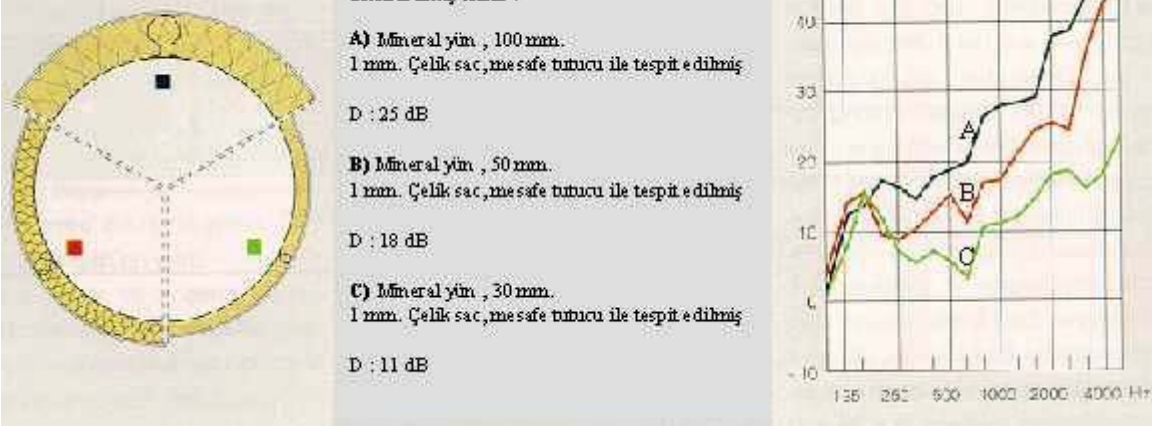 A) Mineral yün , 100 mm.
1 mm. Çelik sac,mesafe tutucu ile tespit edilmiş
D : 25 dB
B) Mineral yün , 50 mm.
1 mm. Çelik sac,mesafe tutucu ile tespit edilmiş
D : 18 dB
C) Mineral yün , 30 mm.
1 mm. Çelik sac,mesafe tutucu ile tespit edilmiş
D : 11 dB
40
30
A
20
B
10
C
0
- 10
500 1000 2000 4000 Hz